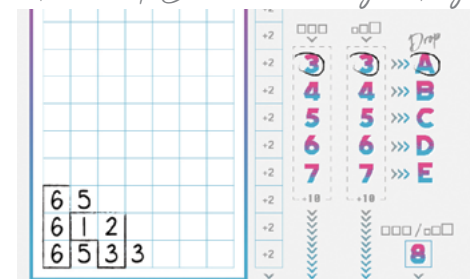 +2
+2
Drop
+2 3 3 >>> A
+2 4 4 >>> B
+2 5 5 >>> C
+2 6 6 >>> D
+2 7 7 >>> E
6 5 +2 +10 +10
6 1 2 +2
6 5 3 3 +2 8